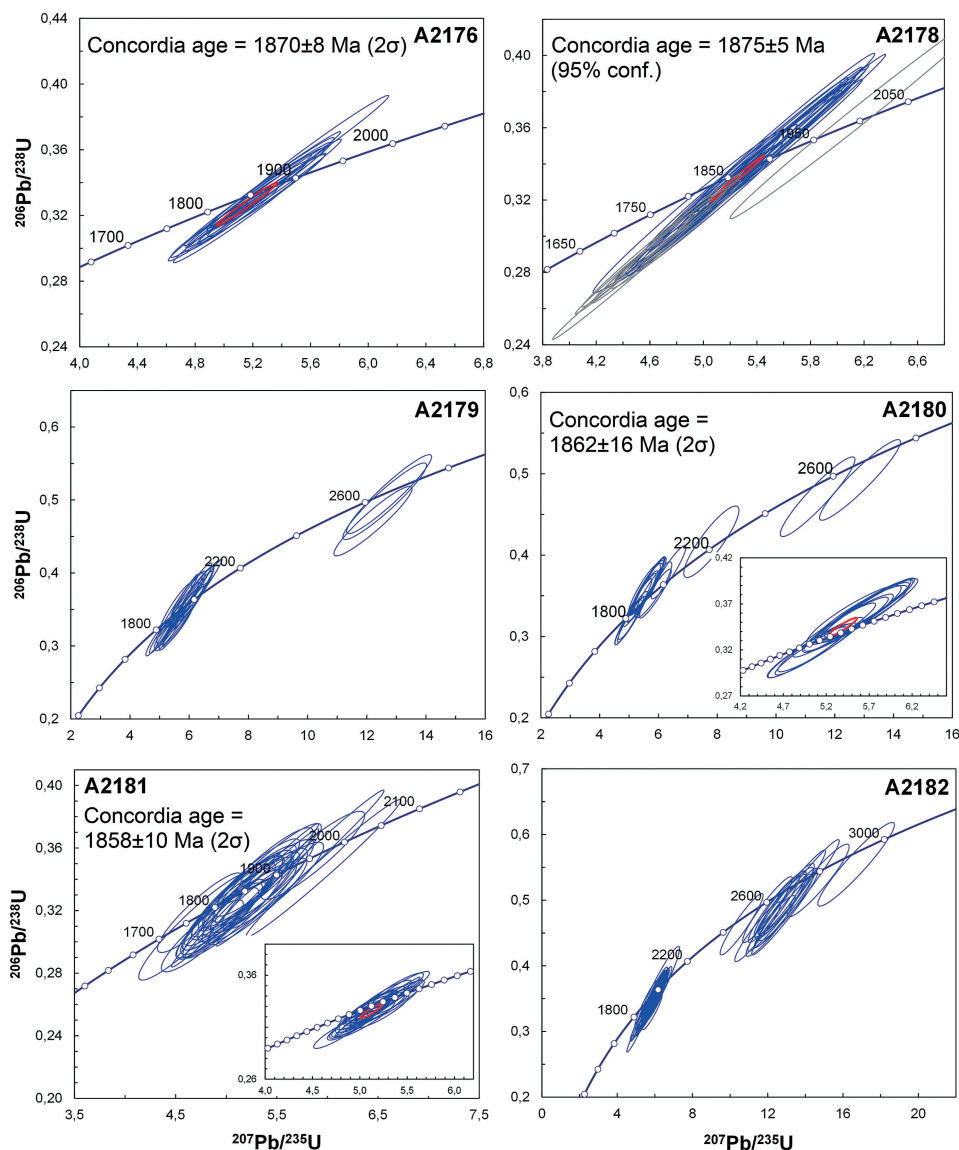 A2176
Concordia age = 1870±8 Ma (2σ)
206Pb/238U
0,44
0,40
0,36
0,32
0,28
0,24
1700
1800
1900
2000
4,0 4,4 4,8 5,2 5,6 6,0 6,4 6,8
A2178
Concordia age = 1875±5 Ma
(95% conf.)
0,40
0,36
0,32
0,28
0,24
1650
1750
1850
1950
2050
3,8 4,2 4,6 5,0 5,4 5,8 6,2 6,6
A2179
206Pb/238U
0,6
0,5
0,4
0,3
0,2
1800
2200
2600
2 4 6 8 10 12 14 16
A2180
Concordia age =
1862±16 Ma (2σ)
0,6
0,5
0,4
0,3
0,2
1800
2200
2600
2 4 6 8 10 12 14 16
0,42
0,37
0,32
0,27
4,2 4,7 5,2 5,7 6,2
A2181
Concordia age =
1858±10 Ma (2σ)
206Pb/238U
0,40
0,36
0,32
0,28
0,24
0,20
1700
1800
1900
2000
2100
3,5 4,5 5,5 6,5 7,5
0,36
0,26
4,0 4,5 5,0 5,5 6,0
207Pb/235U
A2182
0,7
0,6
0,5
0,4
0,3
0,2
1800
2200
2600
3000
0 4 8 12 16 20
207Pb/235U